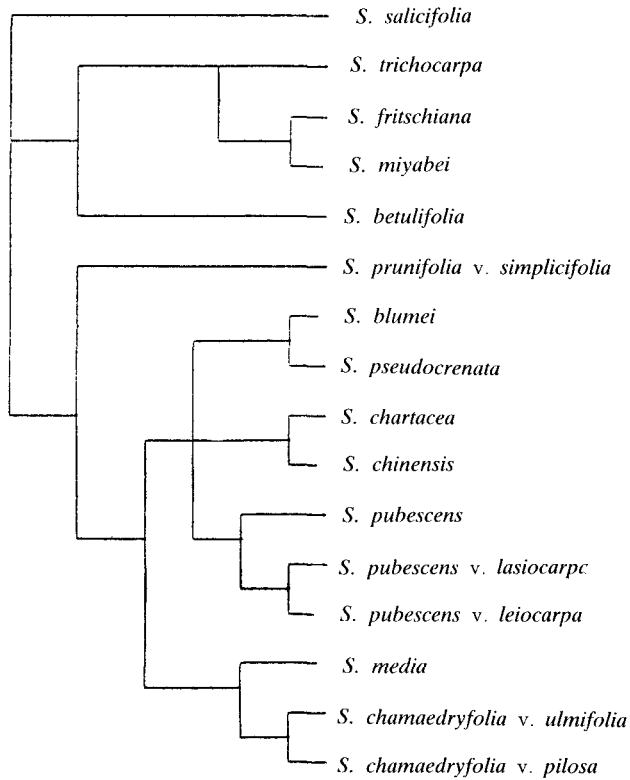 S. salicifolia
S. trichocarpa
S. fritschiana
S. miyabei
S. betulifolia
S. prunifolia v. simplicifolia
S. blumei
S. pseudocrenata
S. chartacea
S. chinensis
S. pubescens
S. pubescens v. lasiocarpc
S. pubescens v. leiocarpa
S. media
S. chamaedryfolia v. ulmifolia
S. chamaedryfolia v. pilosa